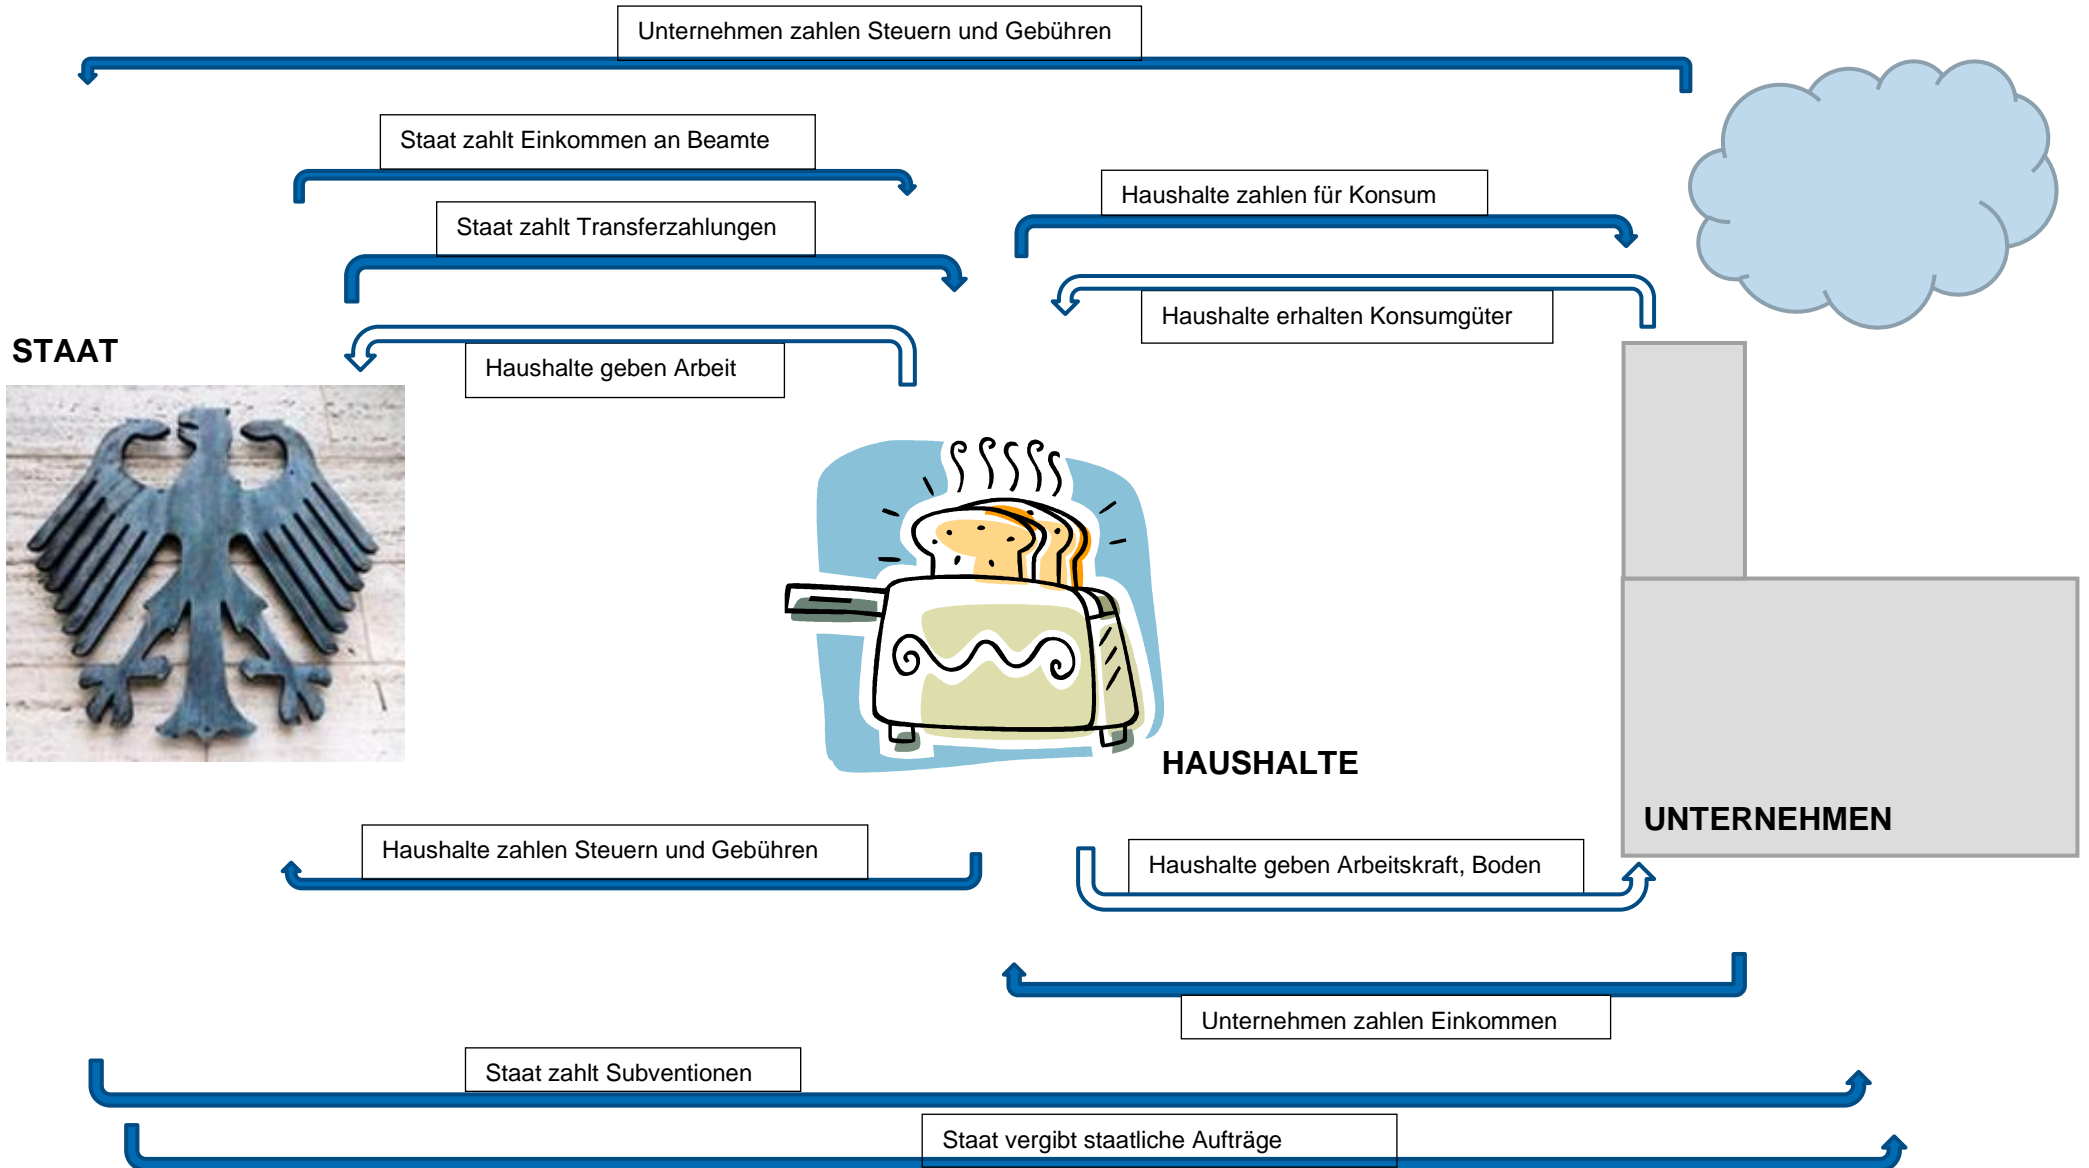 Unternehmen zahlen Steuern und Gebühren
Staat zahlt Einkommen an Beamte
Haushalte zahlen für Konsum
Staat zahlt Transferzahlungen
Haushalte erhalten Konsumgüter
STAAT
Haushalte geben Arbeit
HAUSHALTE
UNTERNEHMEN
Haushalte zahlen Steuern und Gebühren
Haushalte geben Arbeitskraft, Boden
Unternehmen zahlen Einkommen
Staat zahlt Subventionen
Staat vergibt staatliche Aufträge